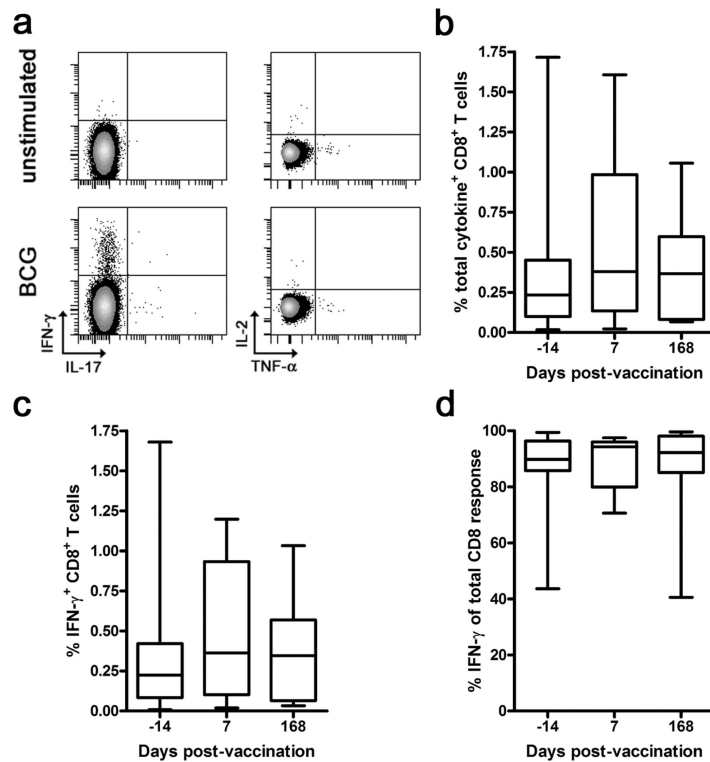 a
unstimulated
BCG
IFN-γ
IL-17
IL-2
TNF-α
b
% total cytokine⁺ CD8⁺ T cells
1.75
1.50
1.25
1.00
0.75
0.50
0.25
0.00
-14 7 168
Days post-vaccination
c
% IFN-γ⁺ CD8⁺ T cells
1.75
1.50
1.25
1.00
0.75
0.50
0.25
0.00
-14 7 168
Days post-vaccination
d
% IFN-γ of total CD8 response
100
80
60
40
20
0
-14 7 168
Days post-vaccination